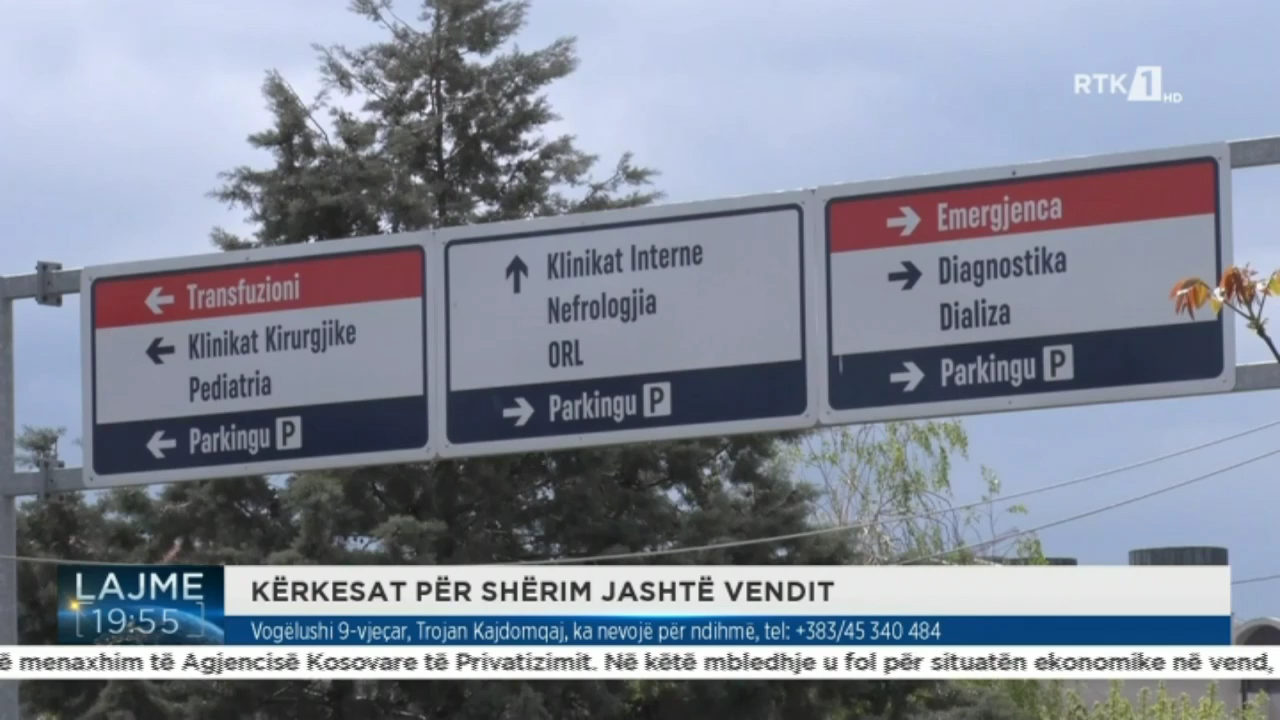 RTK 1 HD
Transfuzioni
Klinikat Kirurgjike
Pediatria
Parkingu P
Klinikat Interne
Nefrologjia
ORL
Parkingu P
Emergjenca
Diagnostika
Dializa
Parkingu P
LAJME
19:55
KËRKESAT PËR SHËRIM JASHTË VENDIT
Vogëlushi 9-vjeçar, Trojan Kajdomqaj, ka nevojë për ndihmë, tel: +383/45 340 484
ë menaxhim të Agjencisë Kosovare të Privatizimit. Në këtë mbledhje u fol për situatën ekonomike në vend,